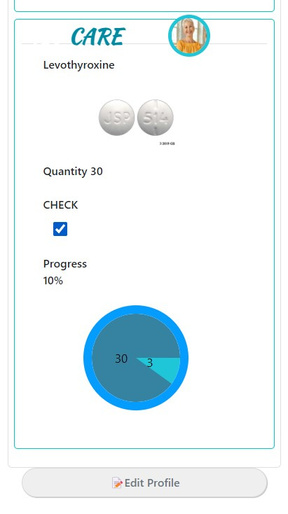 CARE
Levothyroxine
JSP
514
Quantity 30
CHECK
Progress
10%
30
3
Edit Profile